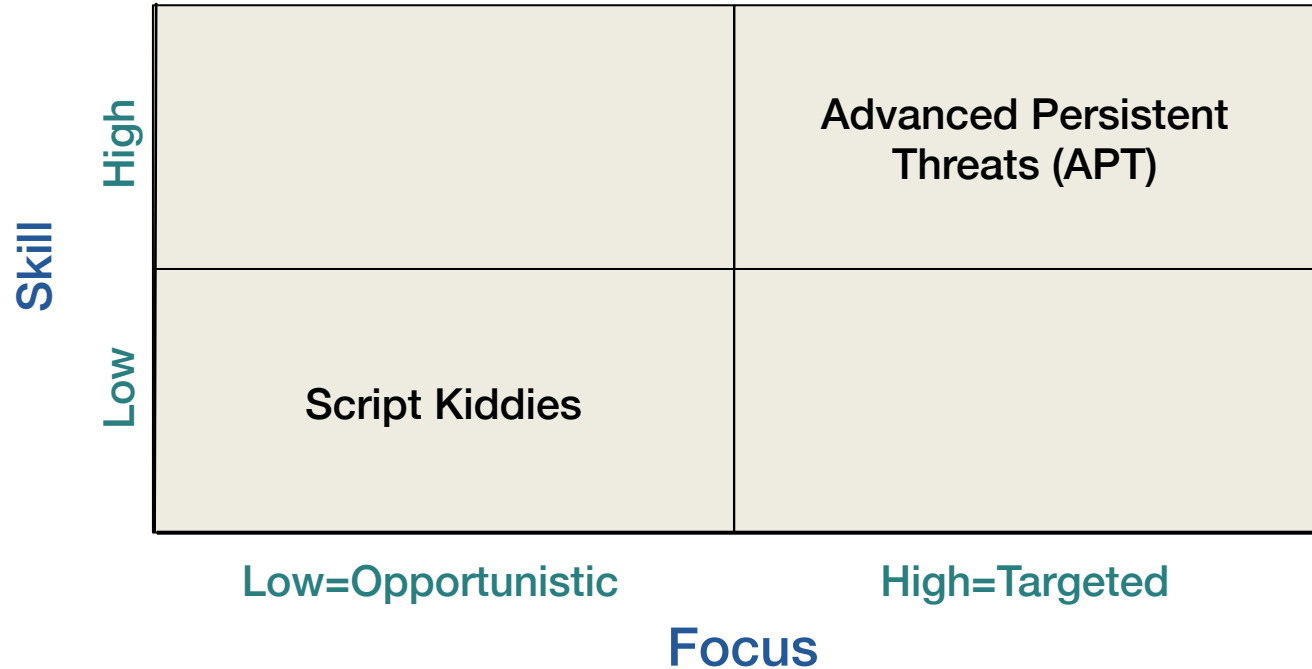 Skill
High
Advanced Persistent
Threats (APT)
Low
Script Kiddies
Low=Opportunistic
High=Targeted
Focus